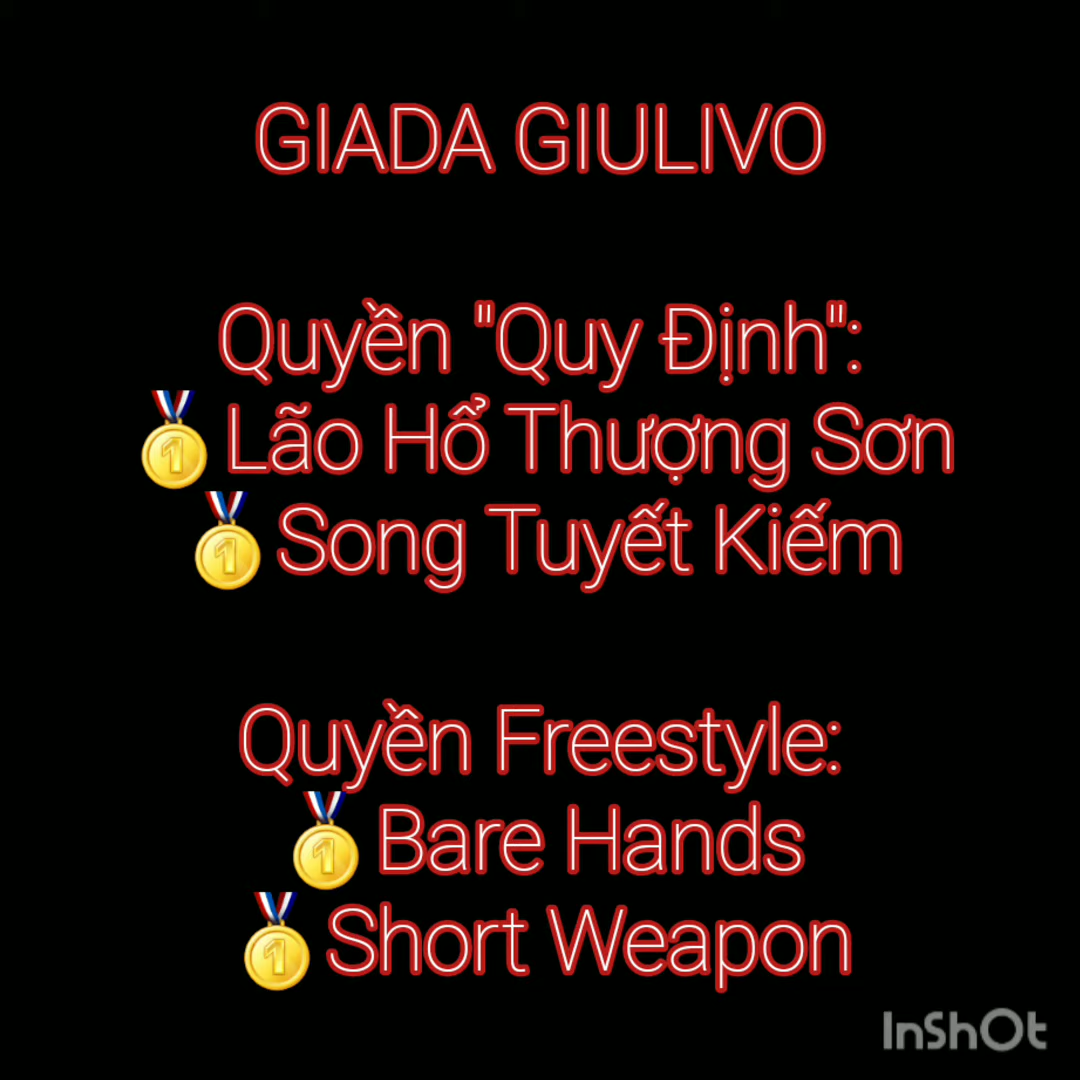 GIADA GIULIVO
Quyền "Quy Định":
🥇Lão Hổ Thượng Sơn
🥇Song Tuyết Kiếm
Quyền Freestyle:
🥇Bare Hands
🥇Short Weapon
InShOt